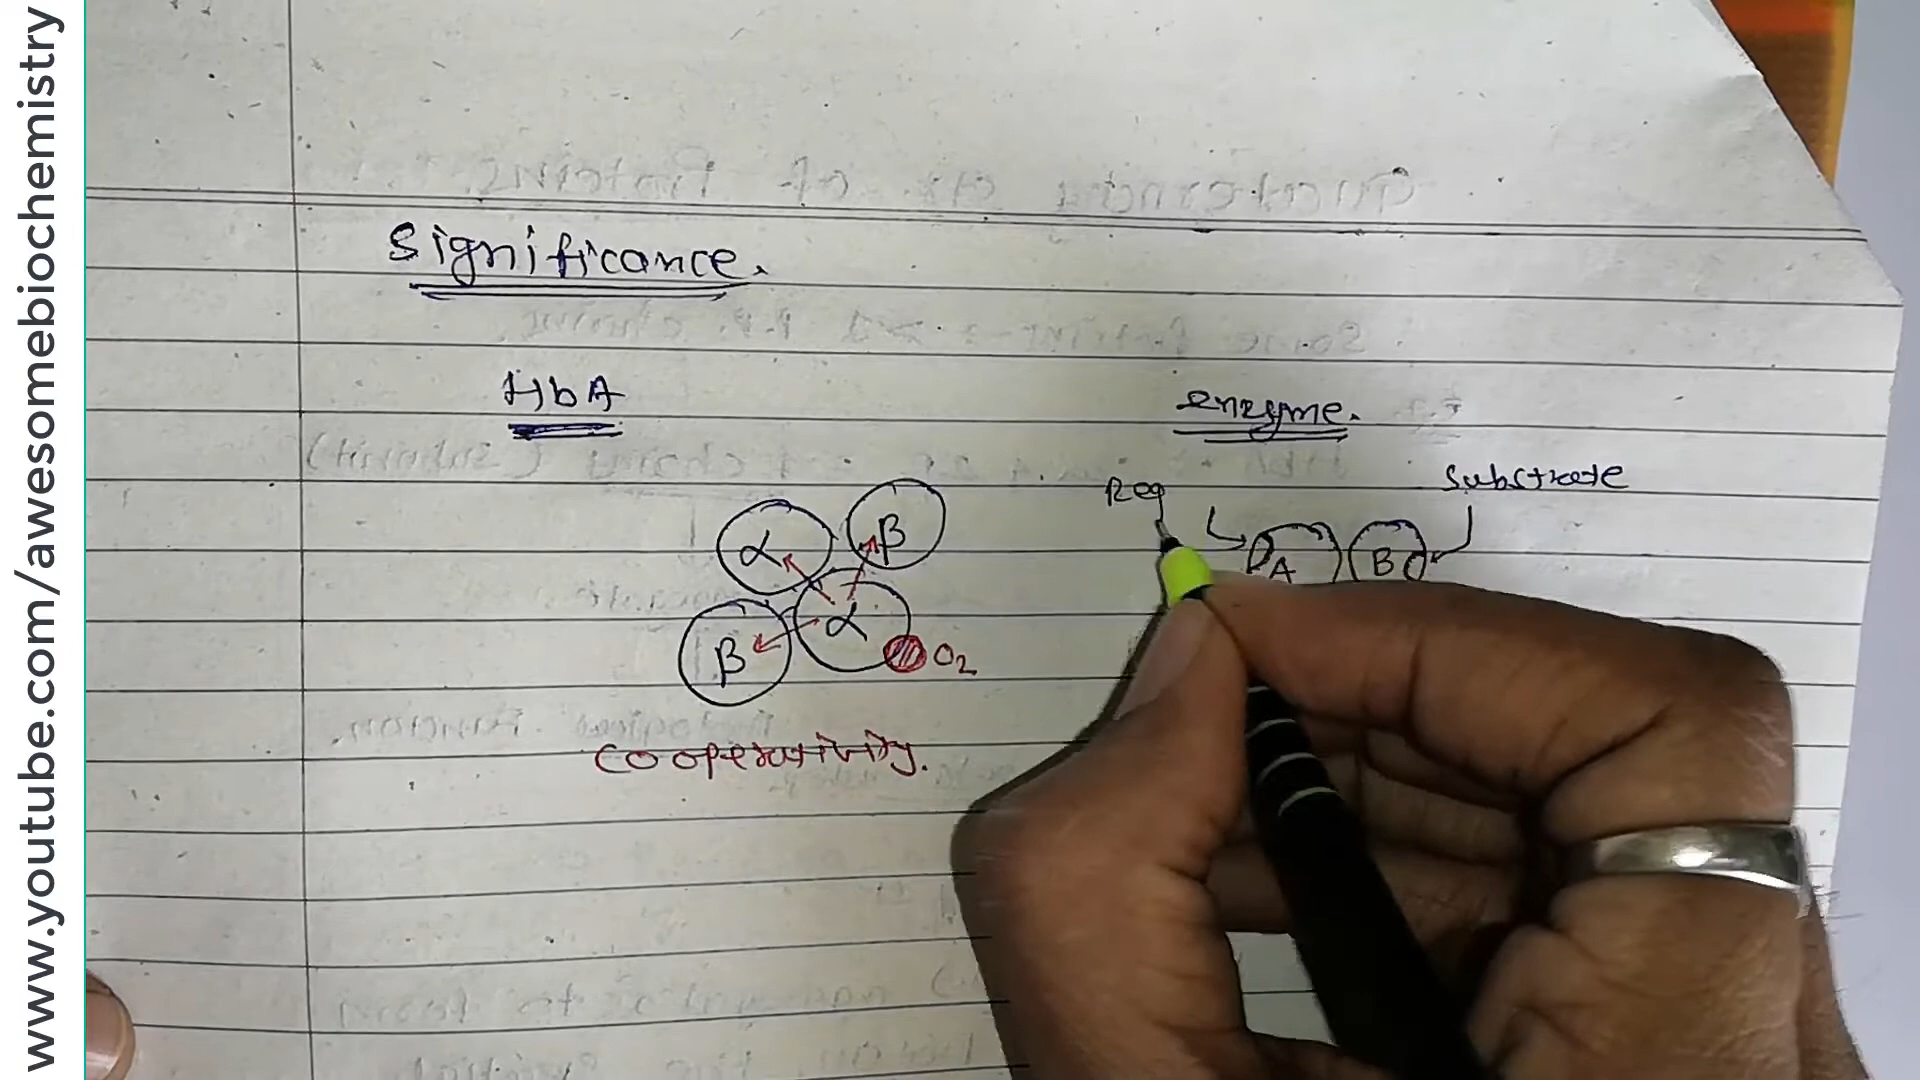 www.youtube.com/awesomebiochemistry
Significance.
HbA
enzyme.
Reg
Substrate
α
β
A
B
β
α
O2
Cooperativity.